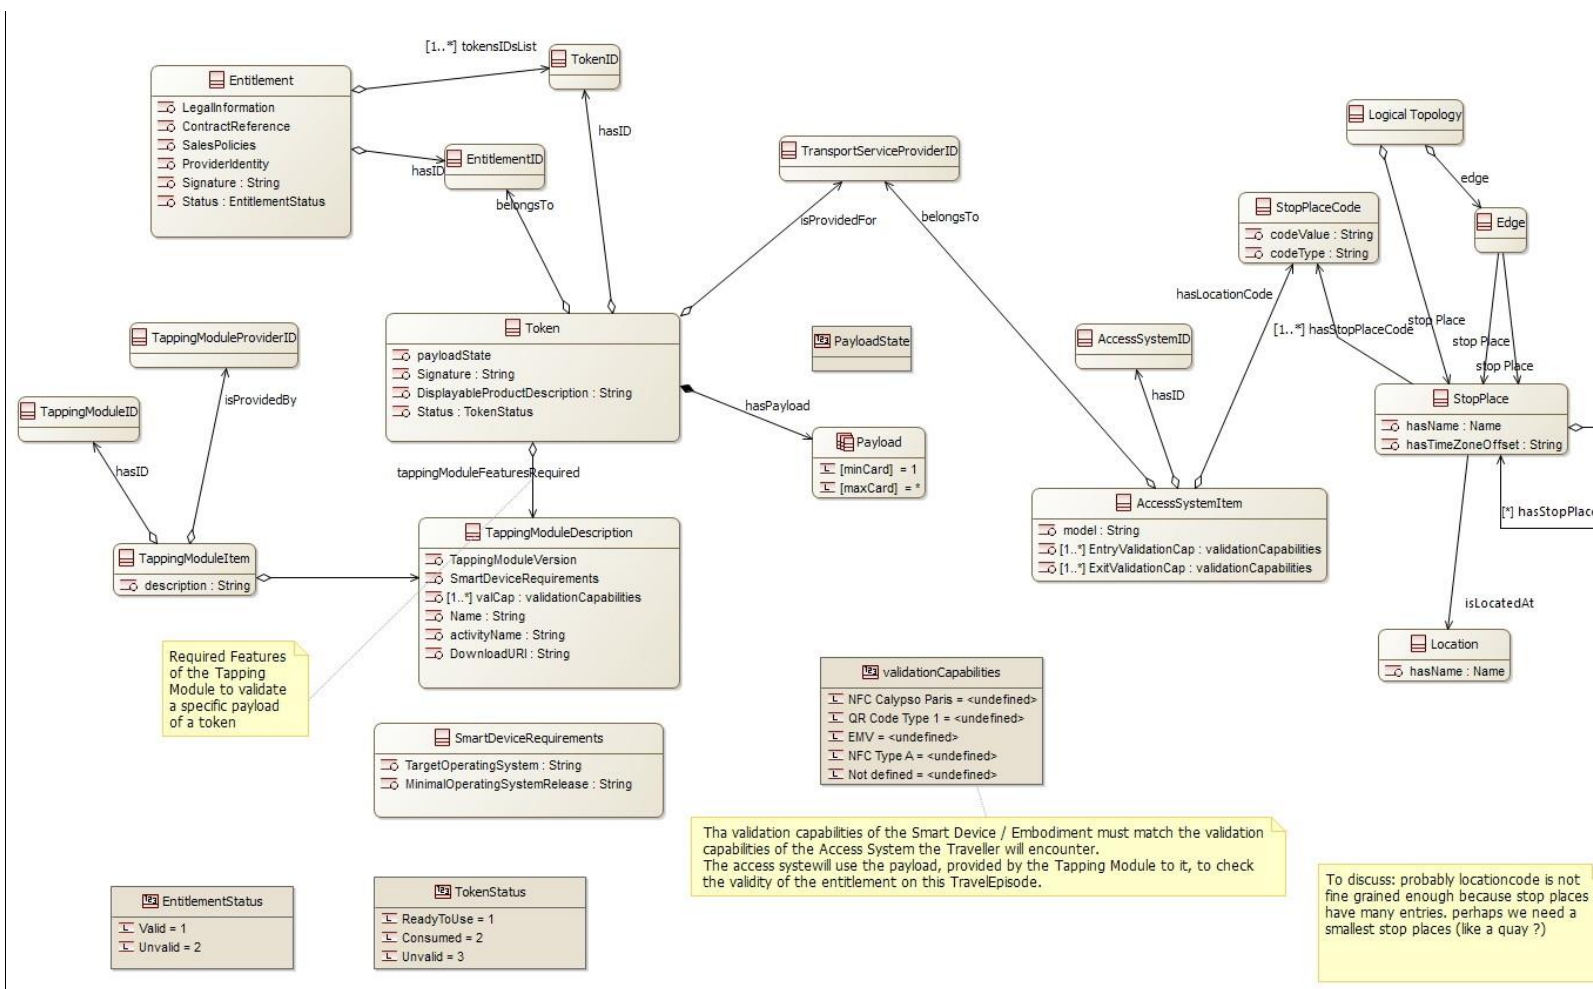 [1..*] tokensIDsList
TokenID
Entitlement
LegalInformation
ContractReference
SalesPolicies
ProviderIdentity
Signature : String
Status : EntitlementStatus
hasID
EntitlementID
hasID
belongsTo
TransportServiceProviderID
isProvidedFor
belongsTo
Logical Topology
edge
Edge
StopPlaceCode
codeValue : String
codeType : String
hasLocationCode
[1..*] hasStopPlaceCode
stop Place
stop Place
stop Place
TappingModuleProviderID
isProvidedBy
TappingModuleID
hasID
Token
payloadState
Signature : String
DisplayableProductDescription : String
Status : TokenStatus
PayloadState
hasPayload
Payload
[minCard] = 1
[maxCard] = *
AccessSystemID
hasID
StopPlace
hasName : Name
hasTimeZoneOffset : String
[*] hasStopPlace
tappingModuleFeaturesRequired
AccessSystemItem
model : String
[1..*] EntryValidationCap : validationCapabilities
[1..*] ExitValidationCap : validationCapabilities
TappingModuleItem
description : String
TappingModuleDescription
TappingModuleVersion
SmartDeviceRequirements
[1..*] valCap : validationCapabilities
Name : String
activityName : String
DownloadURI : String
isLocatedAt
Location
hasName : Name
Required Features
of the Tapping
Module to validate
a specific payload
of a token
validationCapabilities
NFC Calypso Paris = <undefined>
QR Code Type 1 = <undefined>
EMV = <undefined>
NFC Type A = <undefined>
Not defined = <undefined>
SmartDeviceRequirements
TargetOperatingSystem : String
MinimalOperatingSystemRelease : String
Tha validation capabilities of the Smart Device / Embodiment must match the validation
capabilities of the Access System the Traveller will encounter.
The access systewill use the payload, provided by the Tapping Module to it, to check
the validity of the entitlement on this TravelEpisode.
To discuss: probably locationcode is not
fine grained enough because stop places
have many entries. perhaps we need a
smallest stop places (like a quay ?)
EntitlementStatus
Valid = 1
Unvalid = 2
TokenStatus
ReadyToUse = 1
Consumed = 2
Unvalid = 3